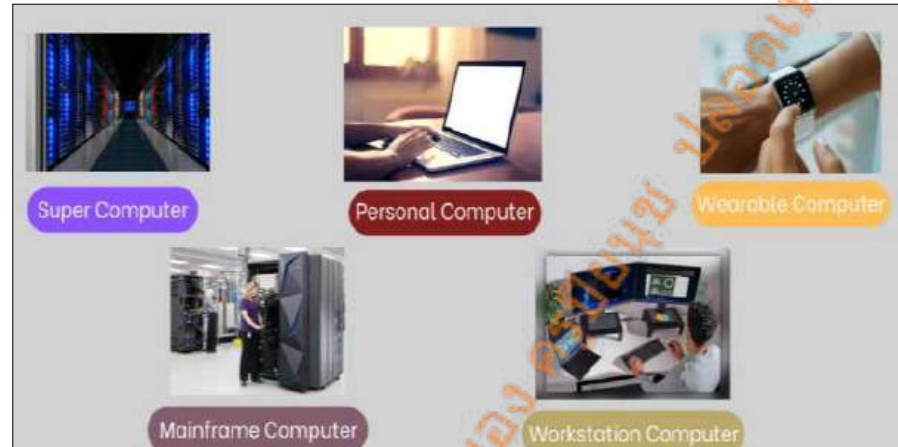 Super Computer
Personal Computer
Wearable Computer
Mainframe Computer
Workstation Computer